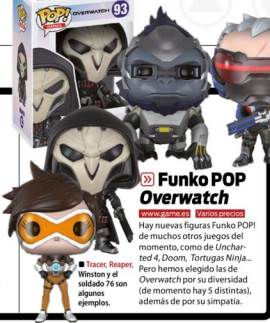 POP!
OVERWATCH
93
Funko POP
Overwatch
www.game.es
Varios precios
Hay nuevas figuras Funko POP!
de muchos otros juegos del
momento, como de Unchar-
ted 4, Doom, Tortugas Ninja...
Pero hemos elegido las de
Overwatch por su diversidad
(de momento hay 5 distintas),
además de por su simpatía.
Tracer, Reaper,
Winston y el
soldado 76 son
algunos
ejemplos.